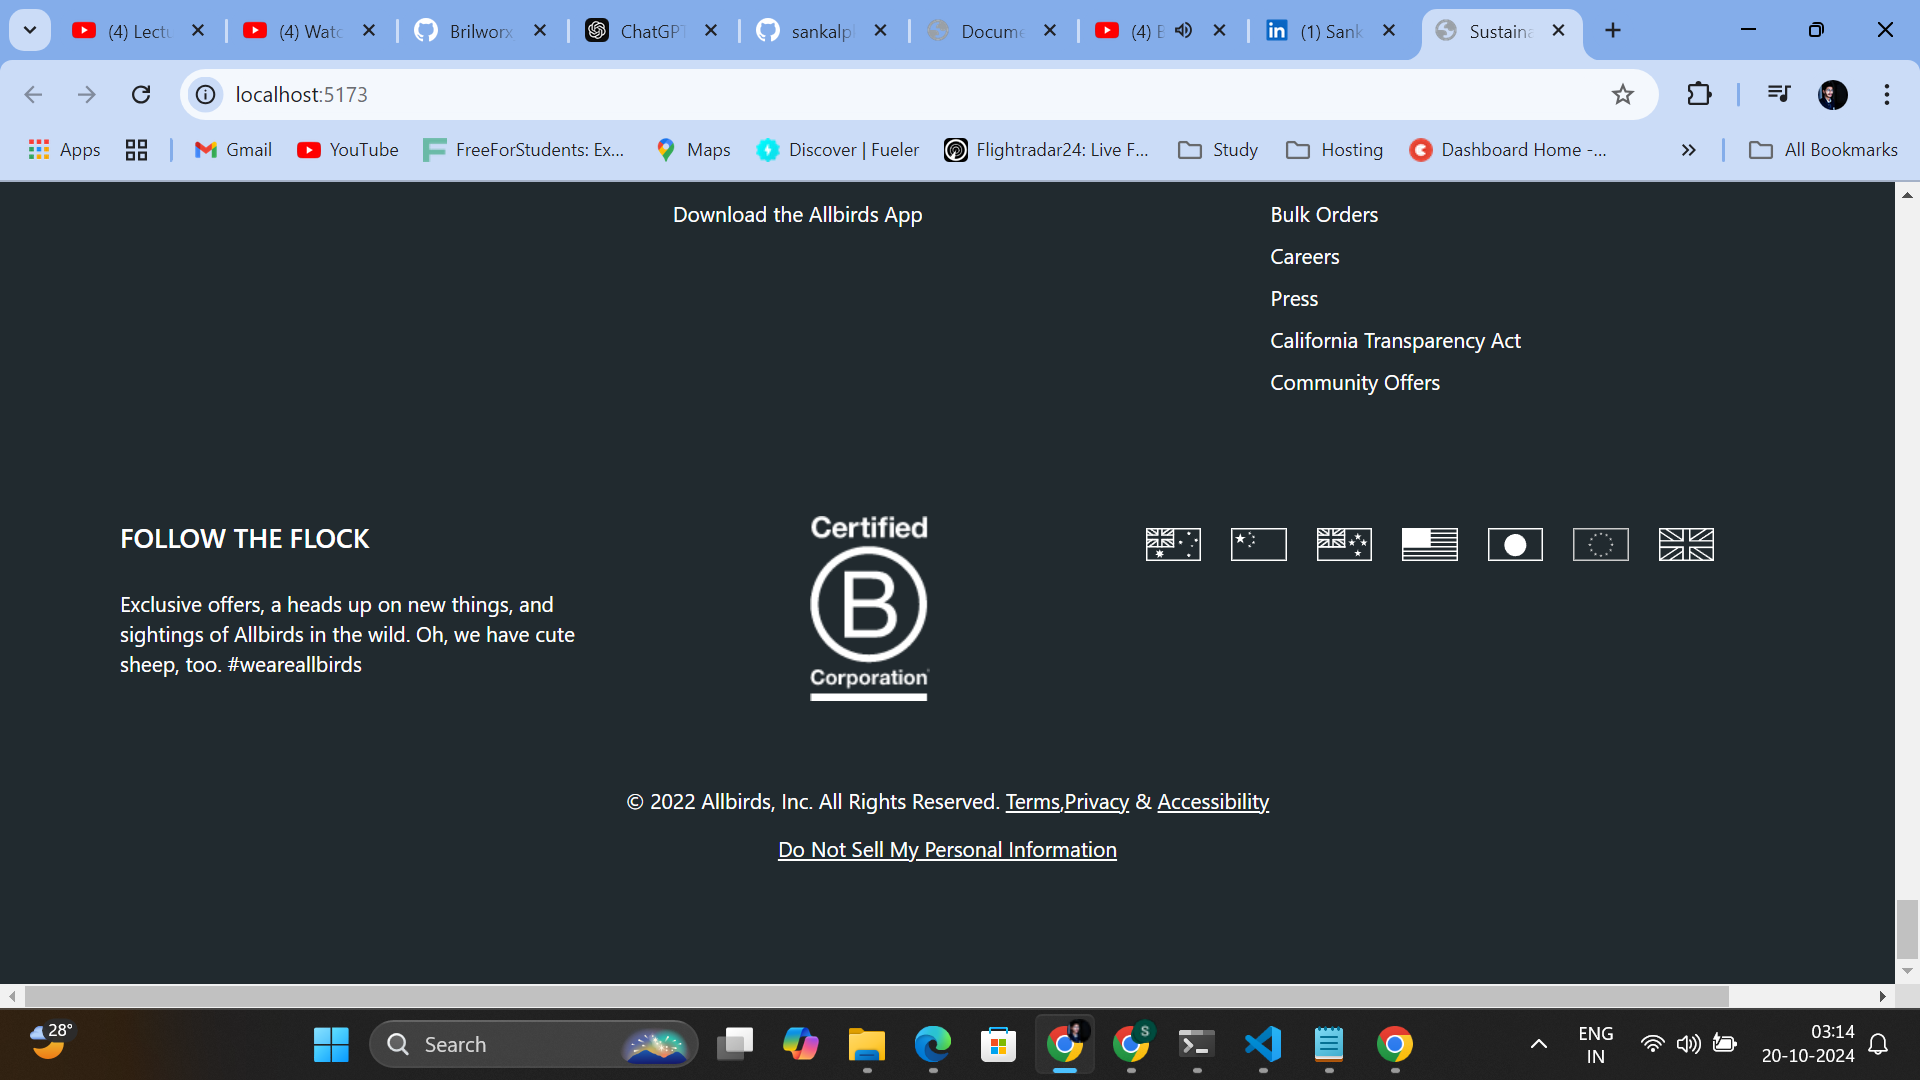 (4) Lectu
(4) Watc
Brilworx
ChatGPT
sankalp
Docume
(4) E
(1) Sank
Sustaina
localhost:5173
Apps
Gmail
YouTube
FreeForStudents: Ex...
Maps
Discover | Fueler
Flightradar24: Live F...
Study
Hosting
Dashboard Home -...
All Bookmarks
Download the Allbirds App
Bulk Orders
Careers
Press
California Transparency Act
Community Offers
FOLLOW THE FLOCK
Exclusive offers, a heads up on new things, and
sightings of Allbirds in the wild. Oh, we have cute
sheep, too. #weareallbirds
Certified
B
Corporation
© 2022 Allbirds, Inc. All Rights Reserved. Terms,Privacy & Accessibility
Do Not Sell My Personal Information
28°
Search
S
ENG
IN
03:14
20-10-2024